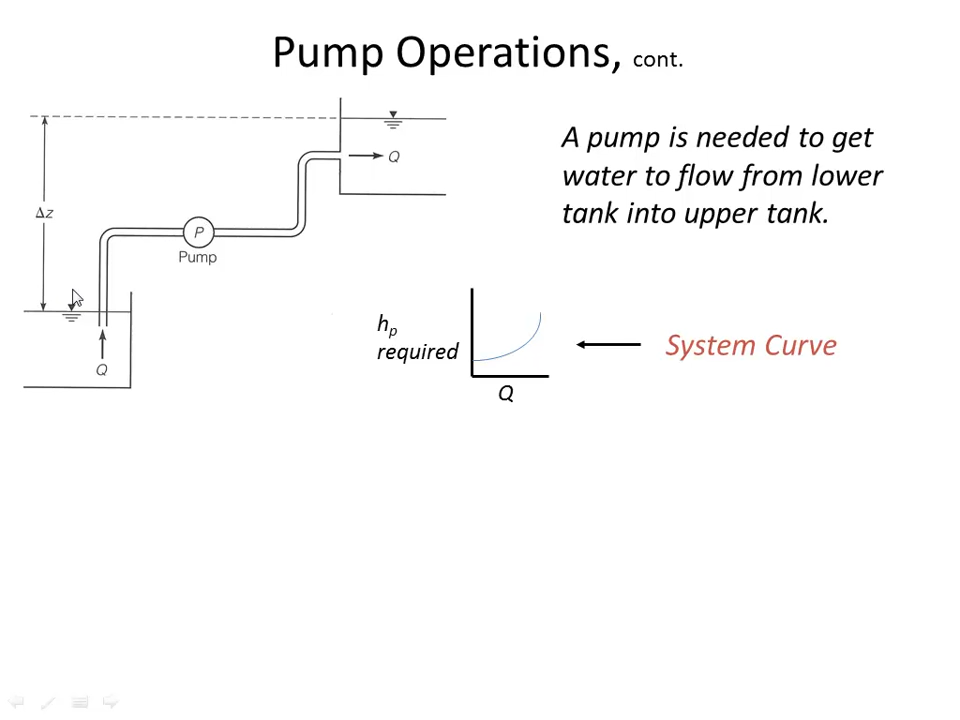 Pump Operations, cont.
A pump is needed to get
water to flow from lower
tank into upper tank.
Q
Δz
P
Pump
Q
hp
required
Q
System Curve